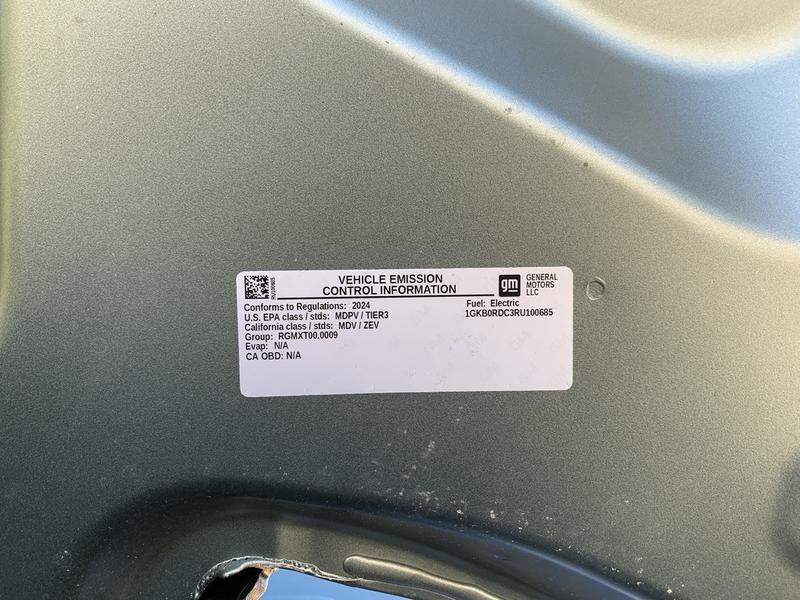 RU100685
VEHICLE EMISSION
CONTROL INFORMATION
gm
GENERAL
MOTORS
LLC
Conforms to Regulations: 2024
Fuel: Electric
U.S. EPA class / stds: MDPV / TIER3
1GKB0RDC3RU100685
California class / stds: MDV / ZEV
Group: RGMXT00.0009
Evap: N/A
CA OBD: N/A